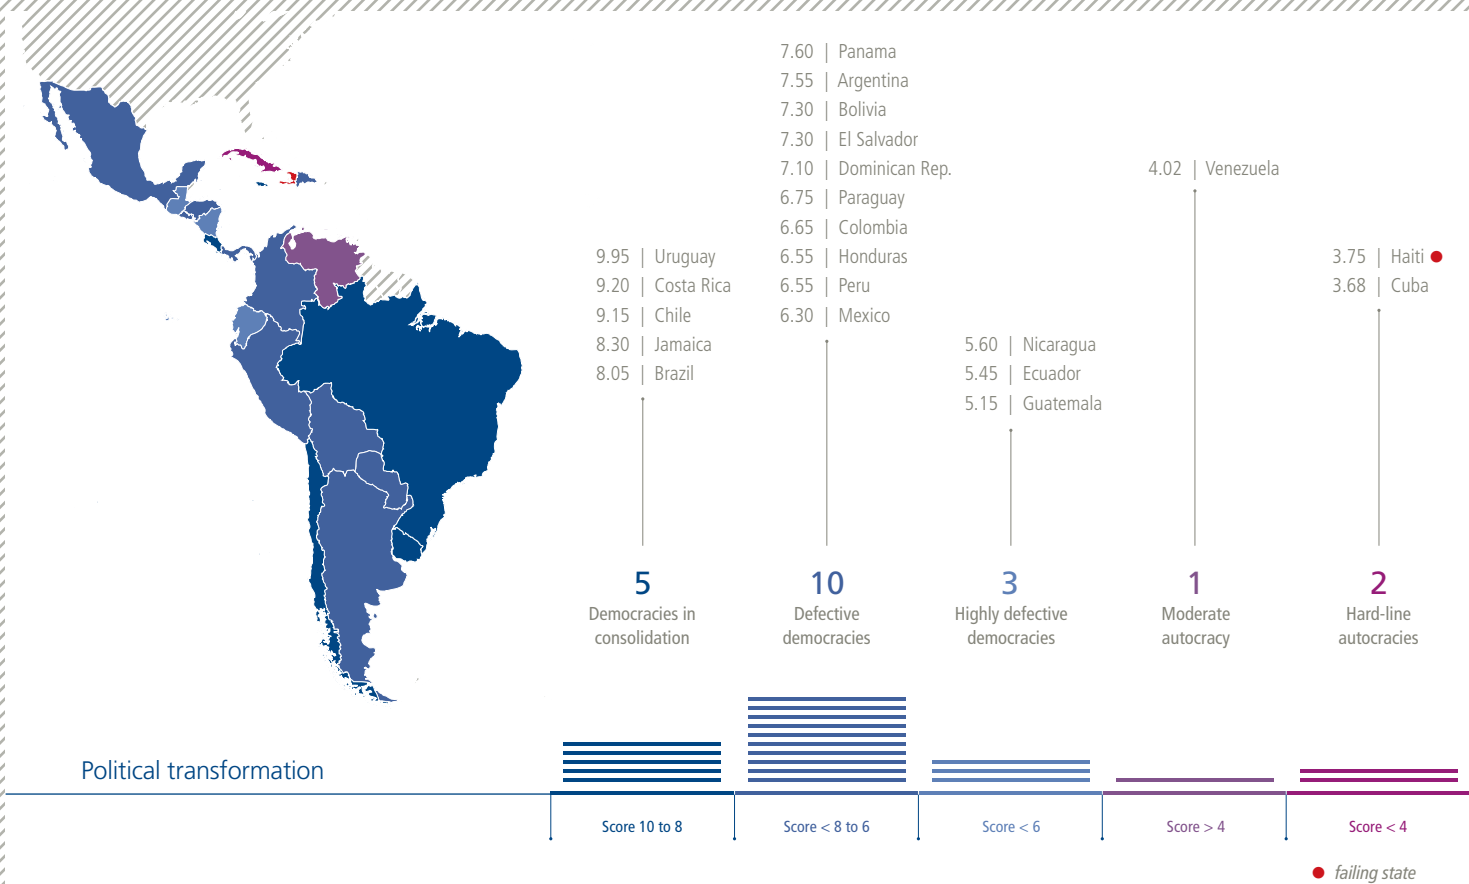 9.95 | Uruguay
9.20 | Costa Rica
9.15 | Chile
8.30 | Jamaica
8.05 | Brazil
5
Democracies in
consolidation
7.60 | Panama
7.55 | Argentina
7.30 | Bolivia
7.30 | El Salvador
7.10 | Dominican Rep.
6.75 | Paraguay
6.65 | Colombia
6.55 | Honduras
6.55 | Peru
6.30 | Mexico
10
Defective
democracies
5.60 | Nicaragua
5.45 | Ecuador
5.15 | Guatemala
3
Highly defective
democracies
4.02 | Venezuela
1
Moderate
autocracy
3.75 | Haiti
3.68 | Cuba
2
Hard-line
autocracies
Political transformation
Score 10 to 8
Score < 8 to 6
Score < 6
Score > 4
Score < 4
failing state